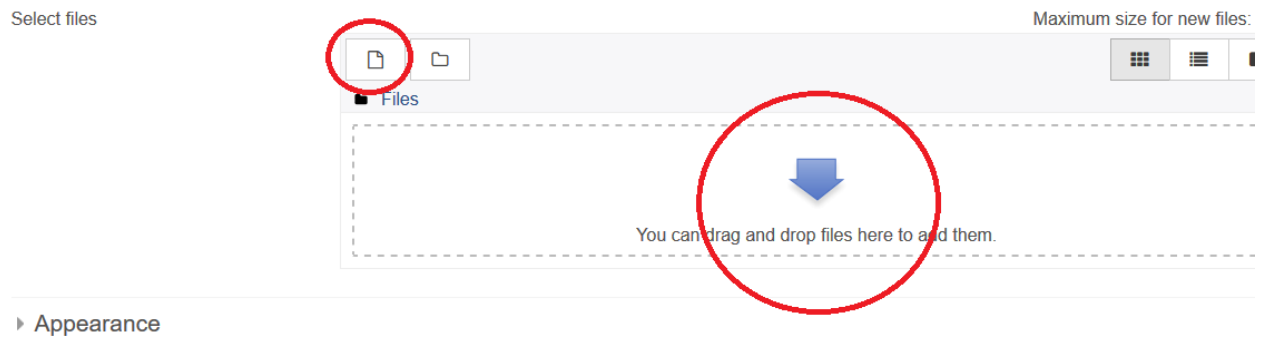 Select files
Maximum size for new files:
Files
You can drag and drop files here to add them.
Appearance